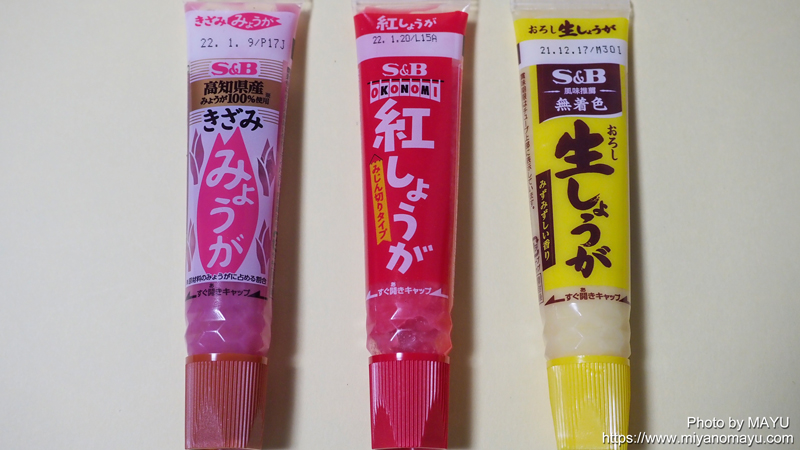 きざみみょうが
22. 1. 9/P17J
S&B
高知県産
みょうが100%使用
きざみ
みょうが
すぐ開きキャップ
紅しょうが
22. 1.20/L15A
S&B
OKONOMI
紅しょうが
みじん切りタイプ
すぐ開きキャップ
おろし生しょうが
21.12.17/M301
S&B
風味推薦
無着色
おろし
生しょうが
みずみずしい香り
すぐ開きキャップ
Photo by MAYU
https://www.miyanomayu.com/